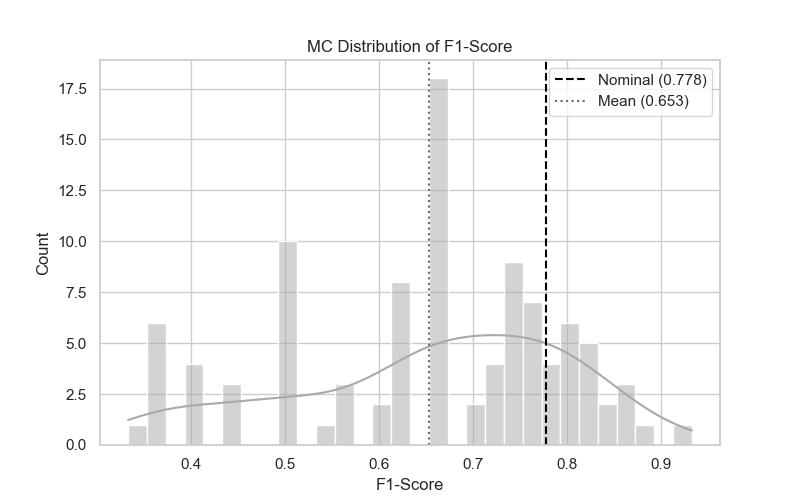 MC Distribution of F1-Score
Nominal (0.778)
Mean (0.653)
Count
17.5
15.0
12.5
10.0
7.5
5.0
2.5
0.0
0.4 0.5 0.6 0.7 0.8 0.9
F1-Score